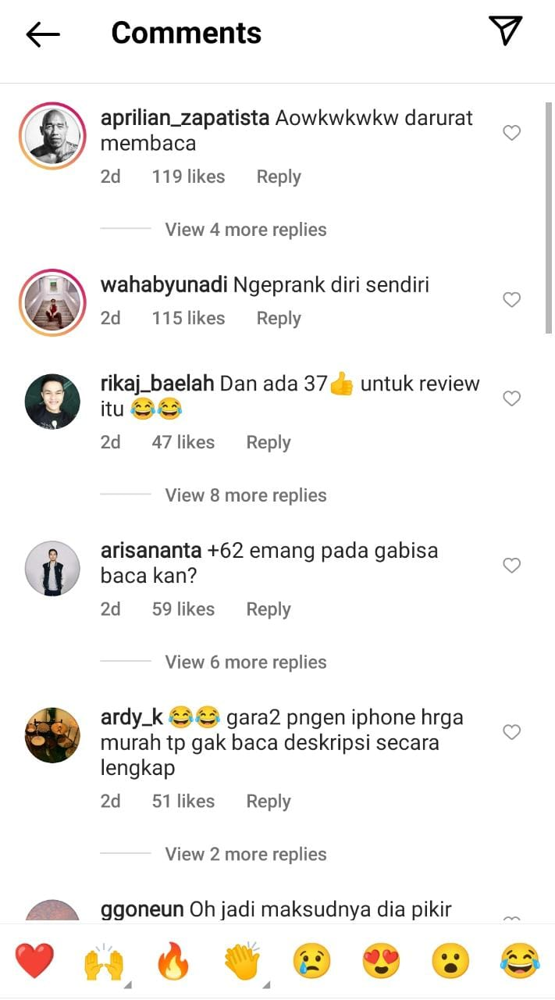 Comments
aprilian_zapatista Aowkwkwkw darurat
membaca
2d 119 likes Reply
View 4 more replies
wahabyunadi Ngeprank diri sendiri
2d 115 likes Reply
rikaj_baelah Dan ada 37👍 untuk review
itu 😂😂
2d 47 likes Reply
View 8 more replies
arisananta +62 emang pada gabisa
baca kan?
2d 59 likes Reply
View 6 more replies
ardy_k 😂😂 gara2 pngen iphone hrga
murah tp gak baca deskripsi secara
lengkap
2d 51 likes Reply
View 2 more replies
ggoneun Oh jadi maksudnya dia pikir